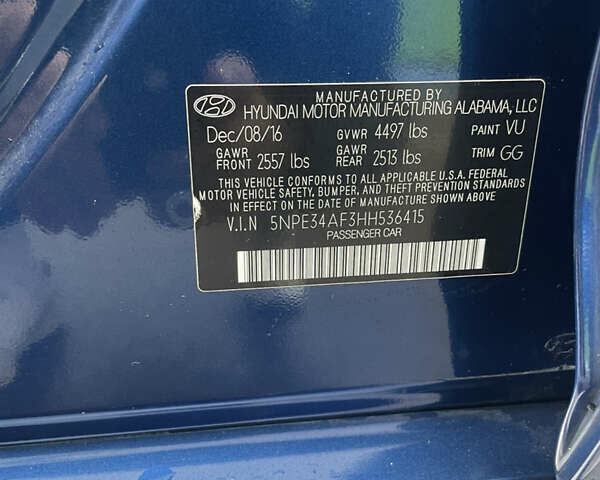 MANUFACTURED BY
HYUNDAI MOTOR MANUFACTURING ALABAMA, LLC
Dec/08/16 GVWR 4497 lbs PAINT VU
GAWR FRONT 2557 lbs GAWR REAR 2513 lbs TRIM GG
THIS VEHICLE CONFORMS TO ALL APPLICABLE U.S.A. FEDERAL
MOTOR VEHICLE SAFETY, BUMPER, AND THEFT PREVENTION STANDARDS
IN EFFECT ON THE DATE OF MANUFACTURE SHOWN ABOVE.
V.I.N 5NPE34AF3HH536415
PASSENGER CAR